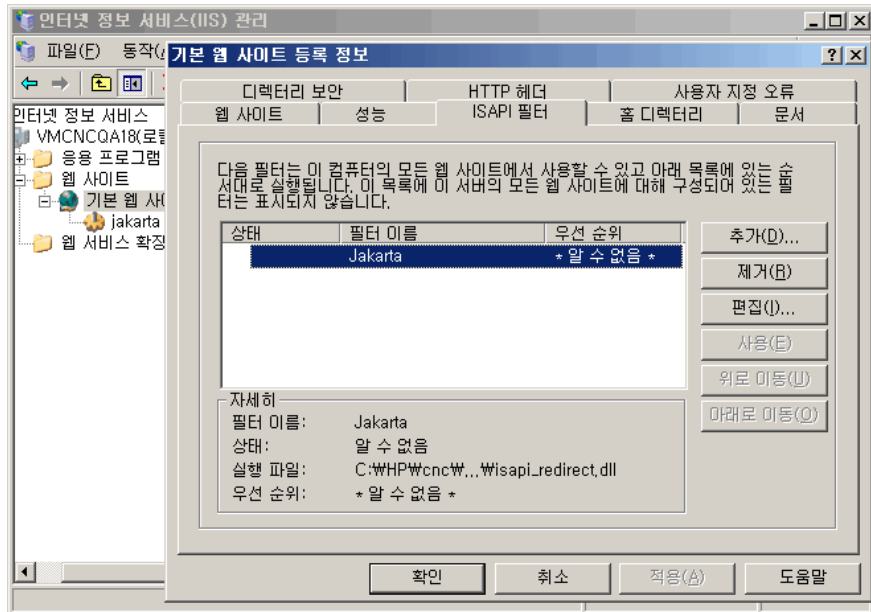 인터넷 정보 서비스(IIS) 관리
파일(F) 동작(
기본 웹 사이트 등록 정보
디렉터리 보안 HTTP 헤더 사용자 지정 오류
웹 사이트 성능 ISAPI 필터 홈 디렉터리 문서
인터넷 정보 서비스
VMCNCQA18(로컬
응용 프로그램
웹 사이트
기본 웹 사이
jakarta
웹 서비스 확장
다음 필터는 이 컴퓨터의 모든 웹 사이트에서 사용할 수 있고 아래 목록에 있는 순
서대로 실행됩니다. 이 목록에 이 서버의 모든 웹 사이트에 대해 구성되어 있는 필
터는 표시되지 않습니다.
상태 필터 이름 우선 순위
Jakarta * 알 수 없음 *
추가(D)...
제거(R)
편집(I)...
사용(E)
위로 이동(U)
아래로 이동(O)
자세히
필터 이름: Jakarta
상태: 알 수 없음
실행 파일: C:₩HP₩cnc₩...₩isapi_redirect.dll
우선 순위: * 알 수 없음 *
확인 취소 적용(A) 도움말